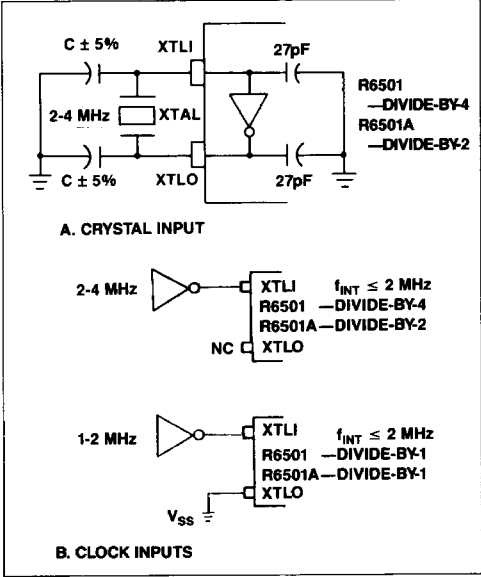 C ± 5%
XTLI
27pF
R6501
—DIVIDE-BY-4
R6501A
—DIVIDE-BY-2
2-4 MHz
XTAL
C ± 5%
XTLO
27pF
A. CRYSTAL INPUT
2-4 MHz
XTLI
fINT ≤ 2 MHz
R6501 —DIVIDE-BY-4
R6501A—DIVIDE-BY-2
NC
XTLO
1-2 MHz
XTLI
fINT ≤ 2 MHz
R6501 —DIVIDE-BY-1
R6501A—DIVIDE-BY-1
XTLO
VSS
B. CLOCK INPUTS